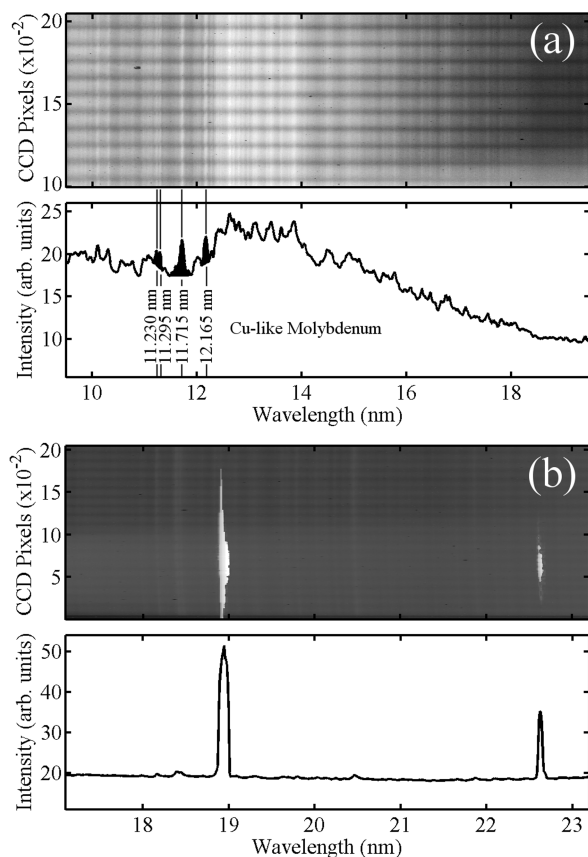 (a)
CCD Pixels (x10-2)
20
15
10
Intensity (arb. units)
25
20
15
10
11.230 nm
11.295 nm
11.715 nm
12.165 nm
Cu-like Molybdenum
10 12 14 16 18
Wavelength (nm)
(b)
CCD Pixels (x10-2)
20
15
10
5
Intensity (arb. units)
50
40
30
20
18 19 20 21 22 23
Wavelength (nm)